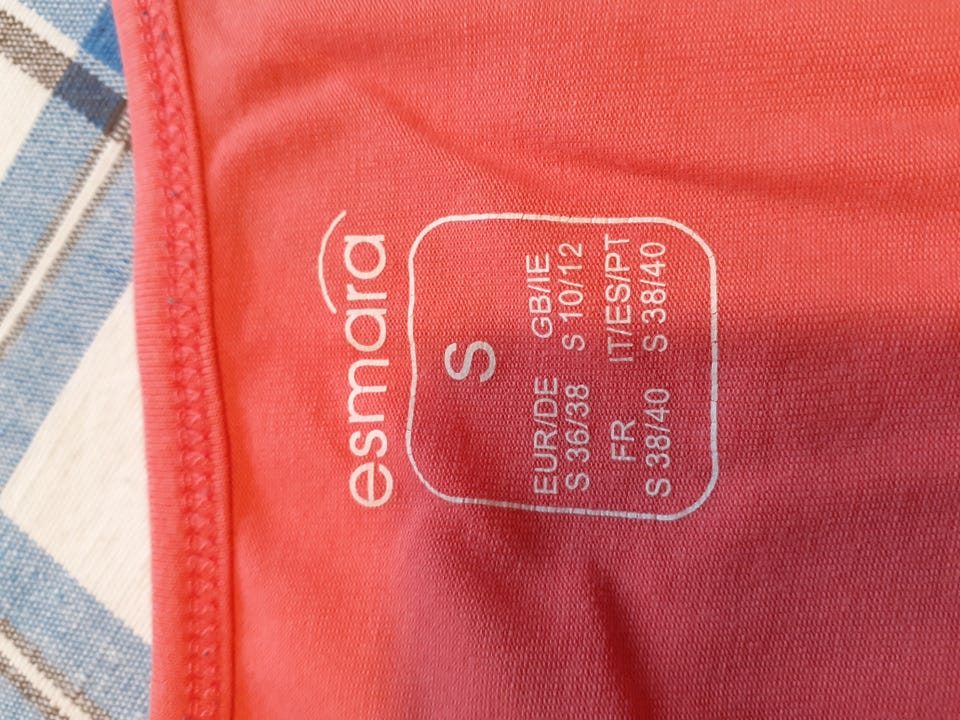 esmara
S
EUR/DE GB/IE
S 36/38 S 10/12
FR IT/ES/PT
S 38/40 S 38/40